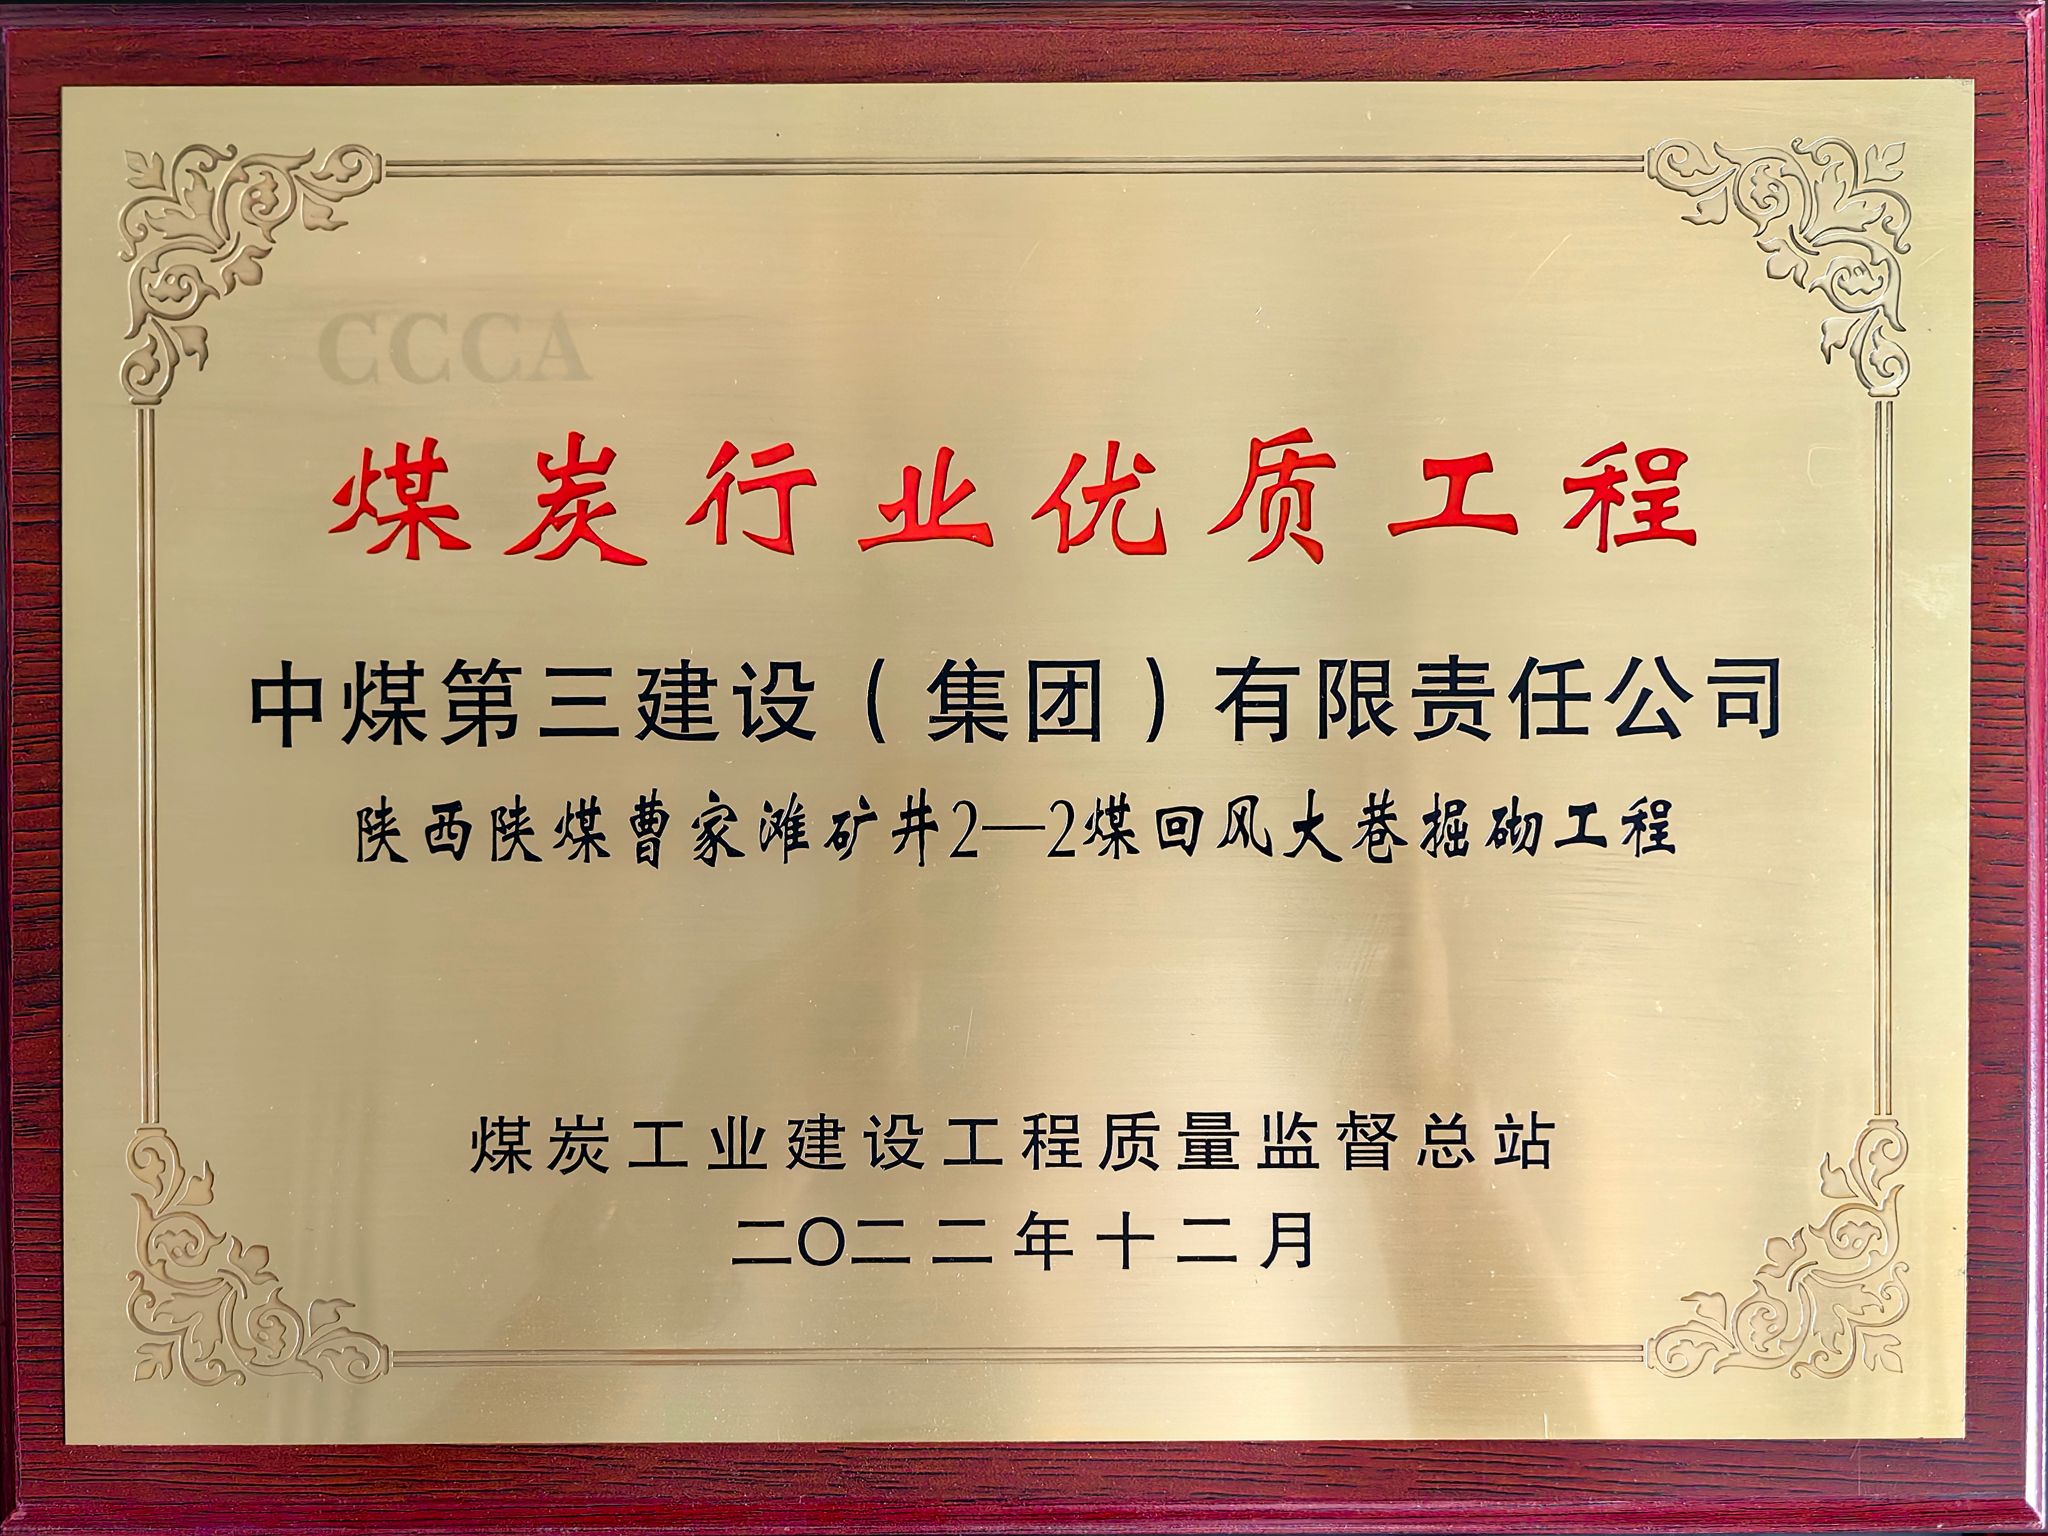 CCCA
煤炭行业优质工程
中煤第三建设（集团）有限责任公司
陕西陕煤曹家滩矿井2—2煤回风大巷掘砌工程
煤炭工业建设工程质量监督总站
二〇二二年十二月